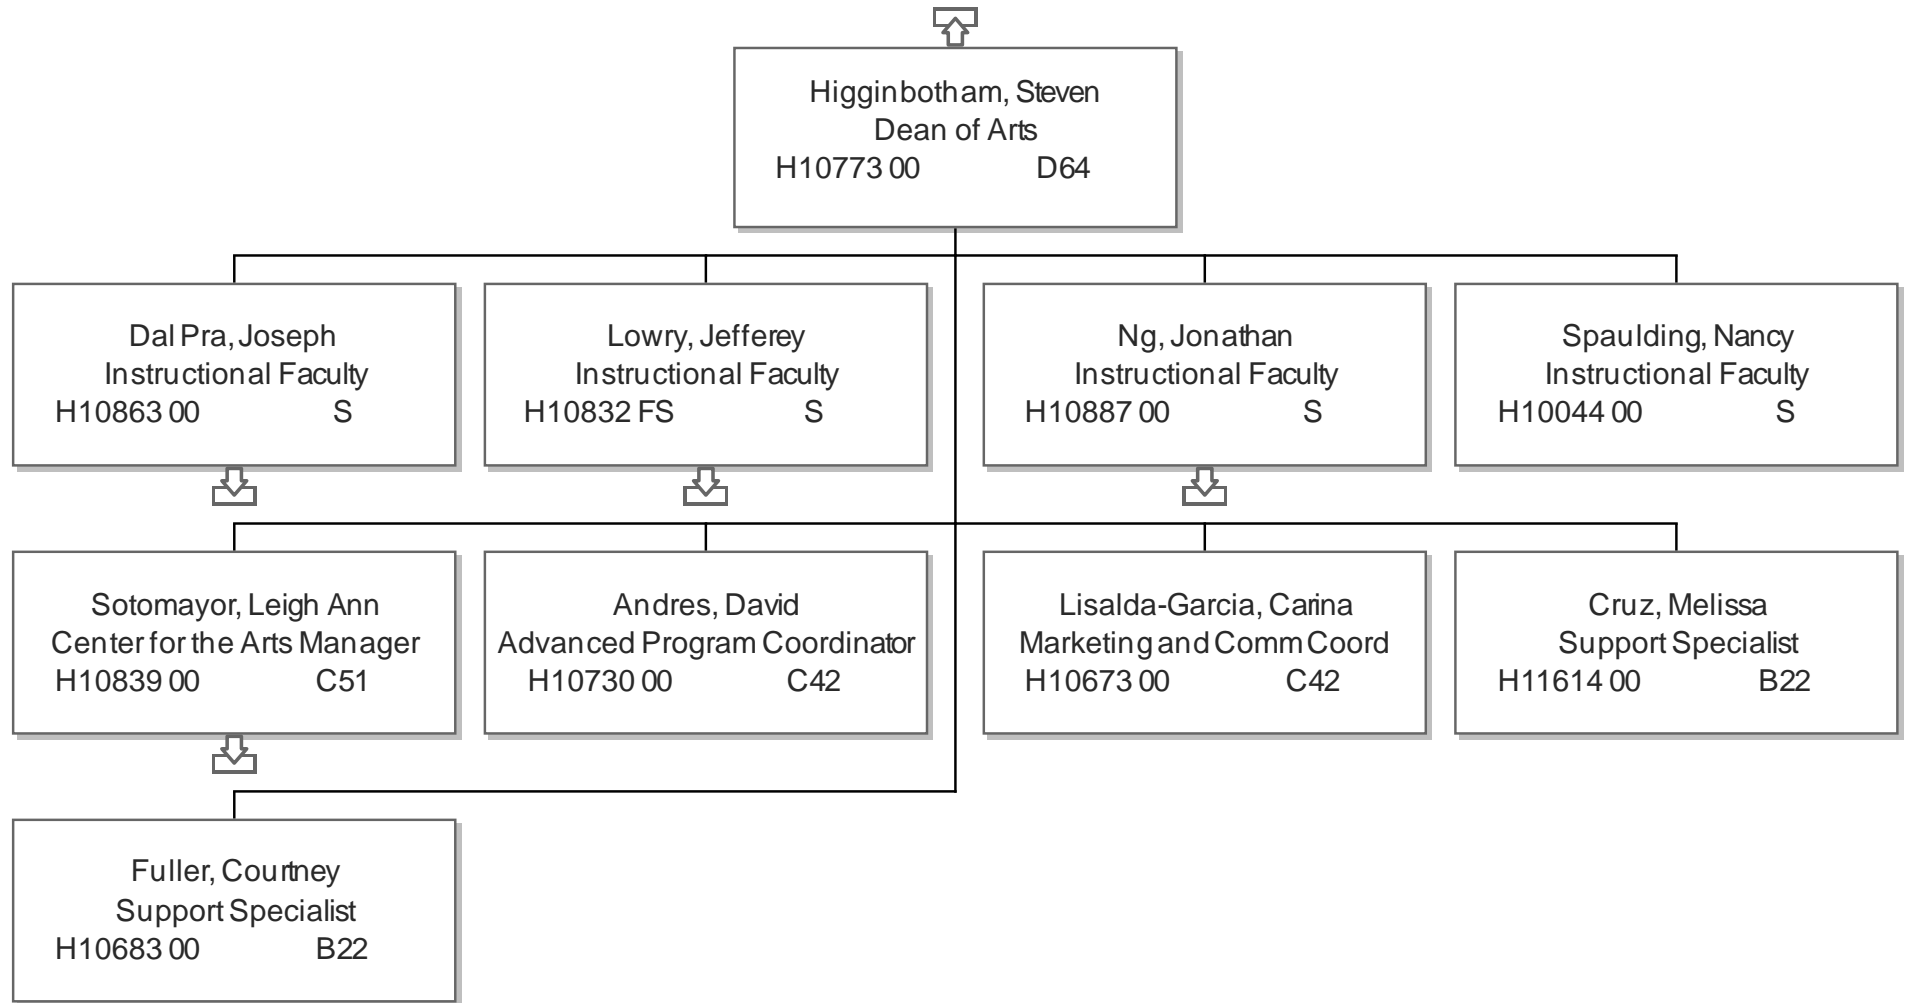 Higginbotham, Steven
Dean of Arts
H10773 00 D64
Dal Pra, Joseph
Instructional Faculty
H10863 00 S
Lowry, Jefferey
Instructional Faculty
H10832 FS S
Ng, Jonathan
Instructional Faculty
H10887 00 S
Spaulding, Nancy
Instructional Faculty
H10044 00 S
Sotomayor, Leigh Ann
Center for the Arts Manager
H10839 00 C51
Andres, David
Advanced Program Coordinator
H10730 00 C42
Lisalda-Garcia, Carina
Marketing and Comm Coord
H10673 00 C42
Cruz, Melissa
Support Specialist
H11614 00 B22
Fuller, Courtney
Support Specialist
H10683 00 B22